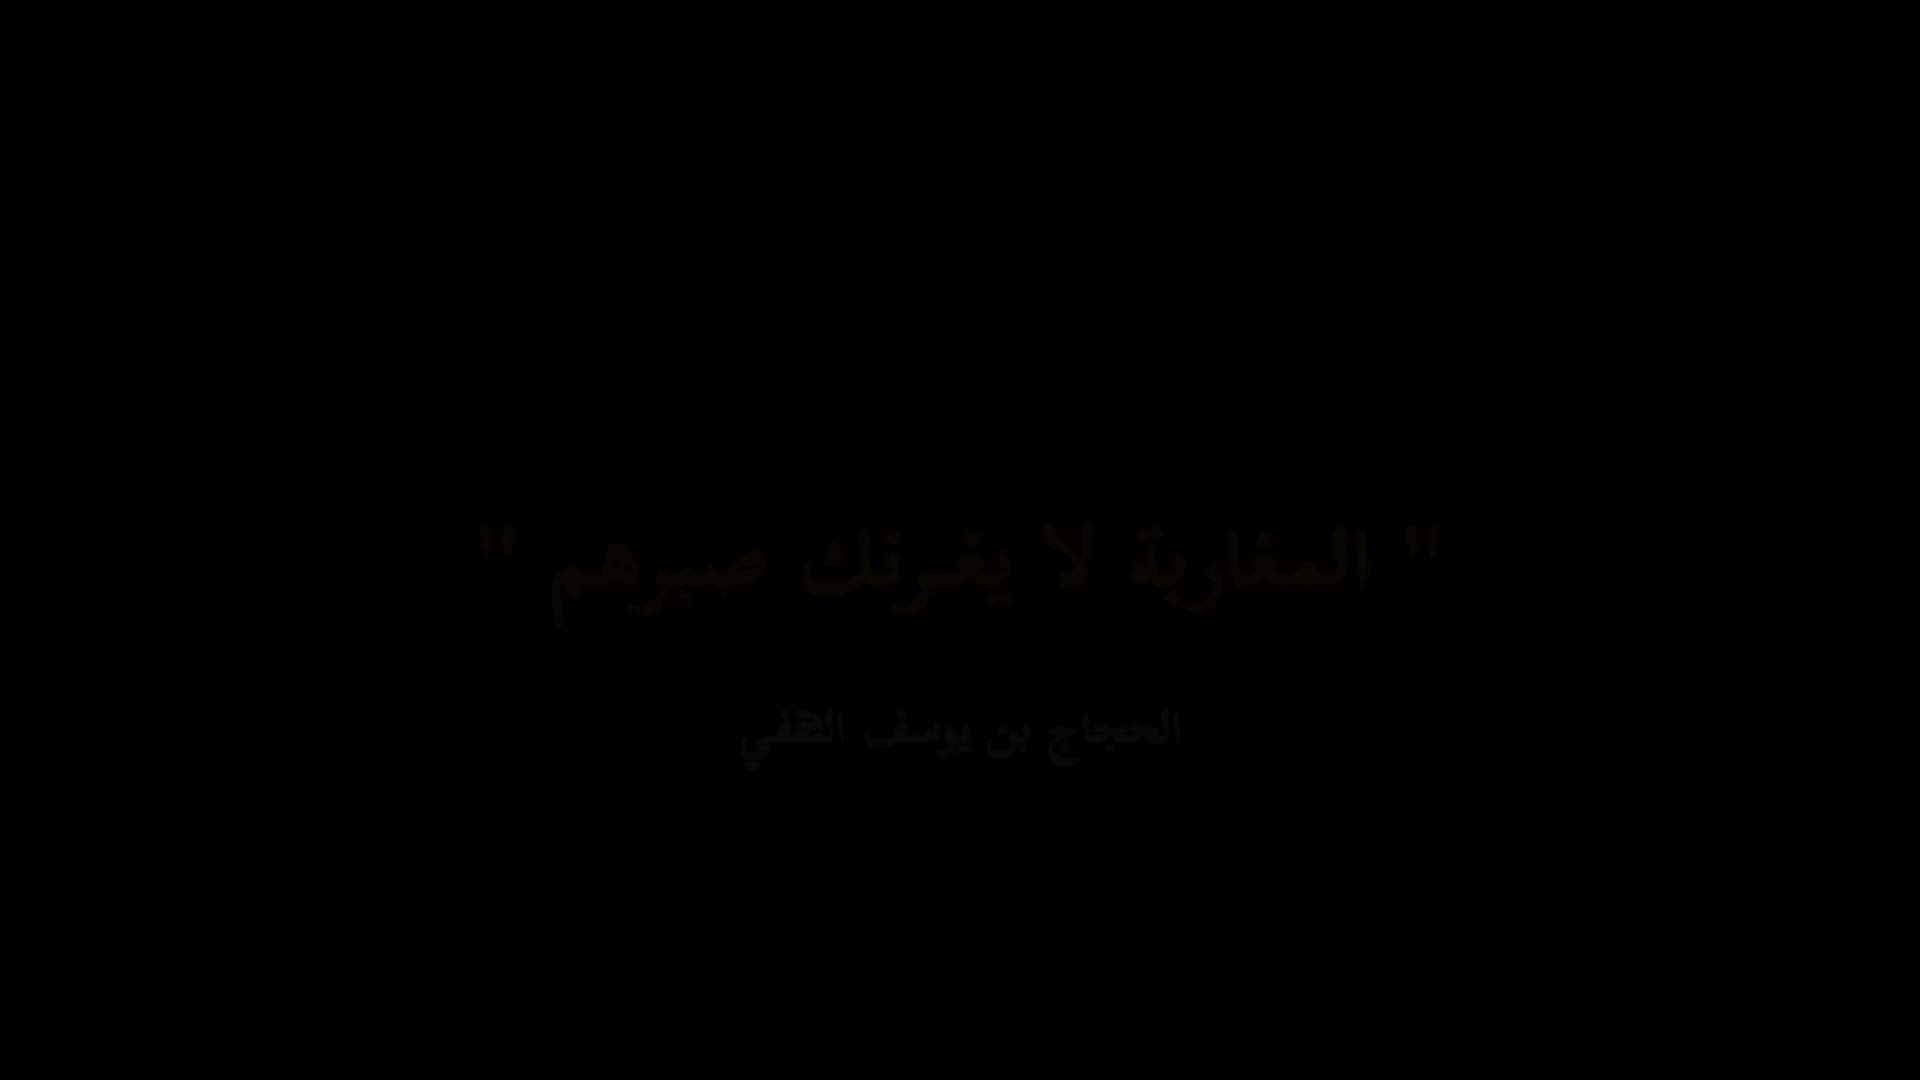 " المغاربة لا يغرنك صبرهم "
الحجاج بن يوسف الثقفي